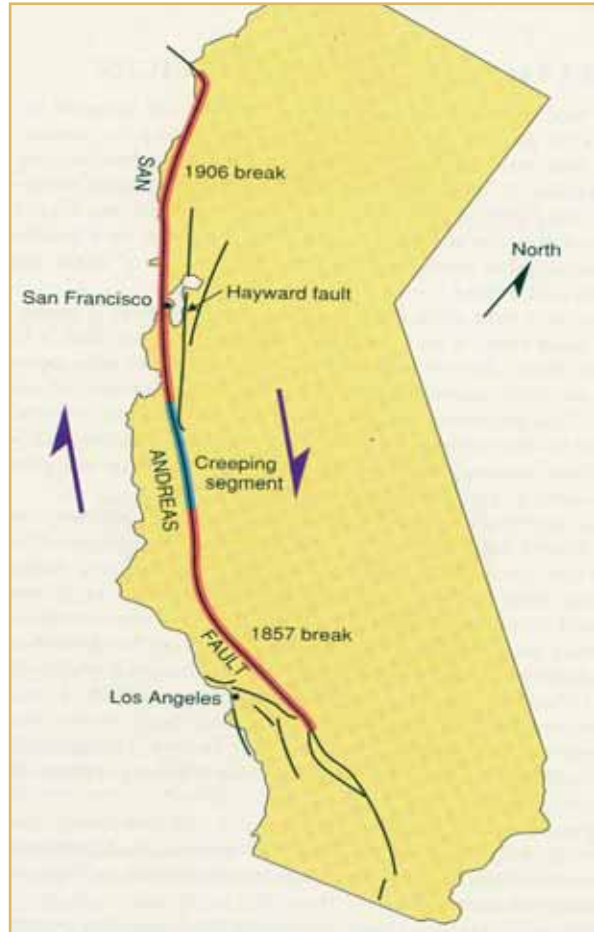 SAN
1906 break
North
San Francisco
Hayward fault
ANDREAS
Creeping
segment
1857 break
FAULT
Los Angeles